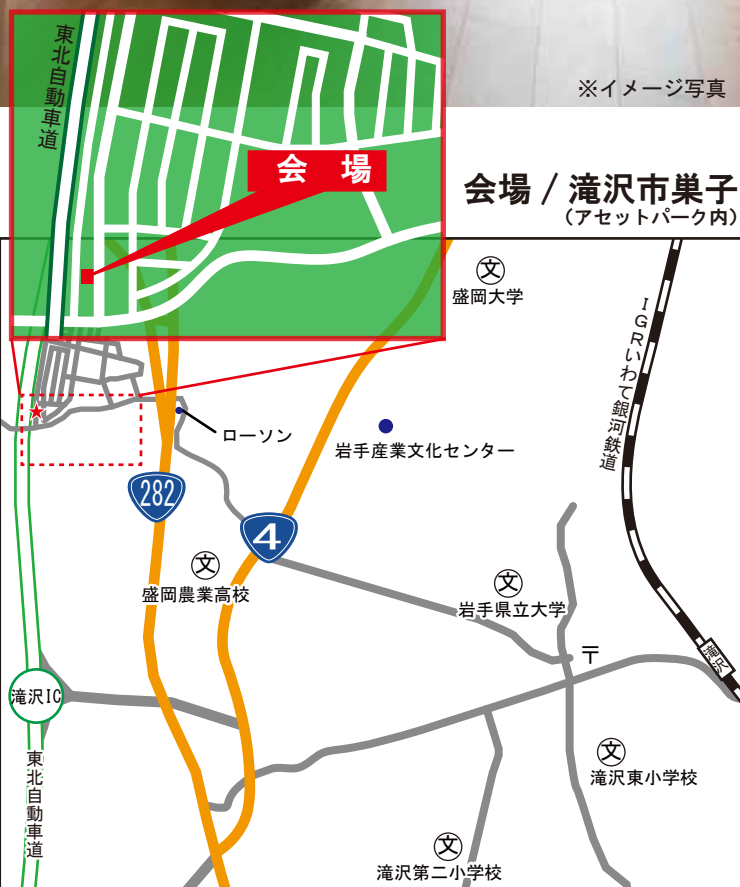 東北自動車道
※イメージ写真
会場
会場 / 滝沢市巣子
(アセットパーク内)
文
盛岡大学
IGRいわて銀河鉄道
ローソン
岩手産業文化センター
282
4
文
盛岡農業高校
文
岩手県立大学
〒
滝沢
滝沢IC
東北自動車道
文
滝沢東小学校
文
滝沢第二小学校